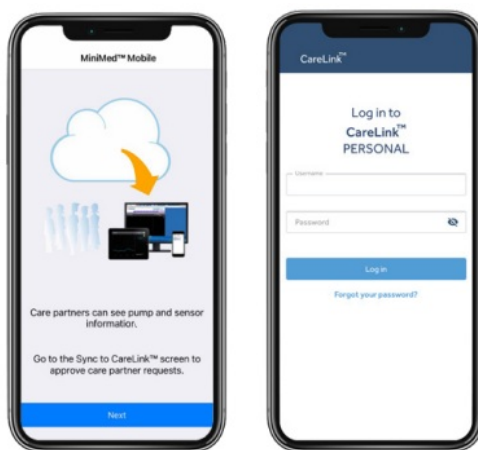 MiniMed™ Mobile
Care partners can see pump and sensor
information.
Go to the Sync to CareLink™ screen to
approve care partner requests.
Next
CareLink™
Log in to
CareLink™
PERSONAL
Username
Password
Log in
Forgot your password?